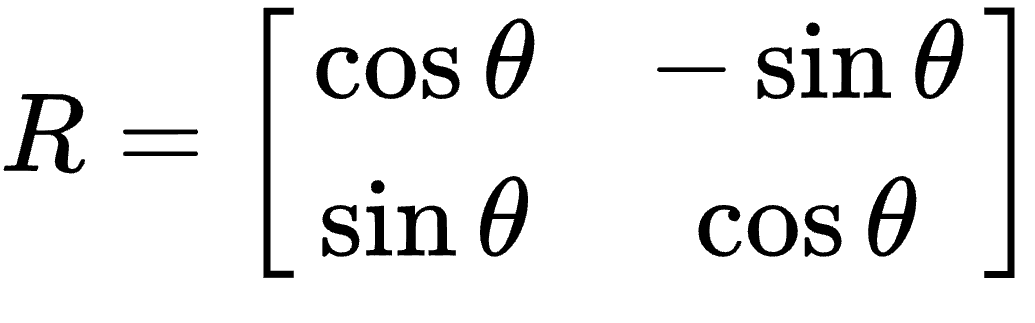 R = [ cos θ  − sin θ
sin θ  cos θ ]